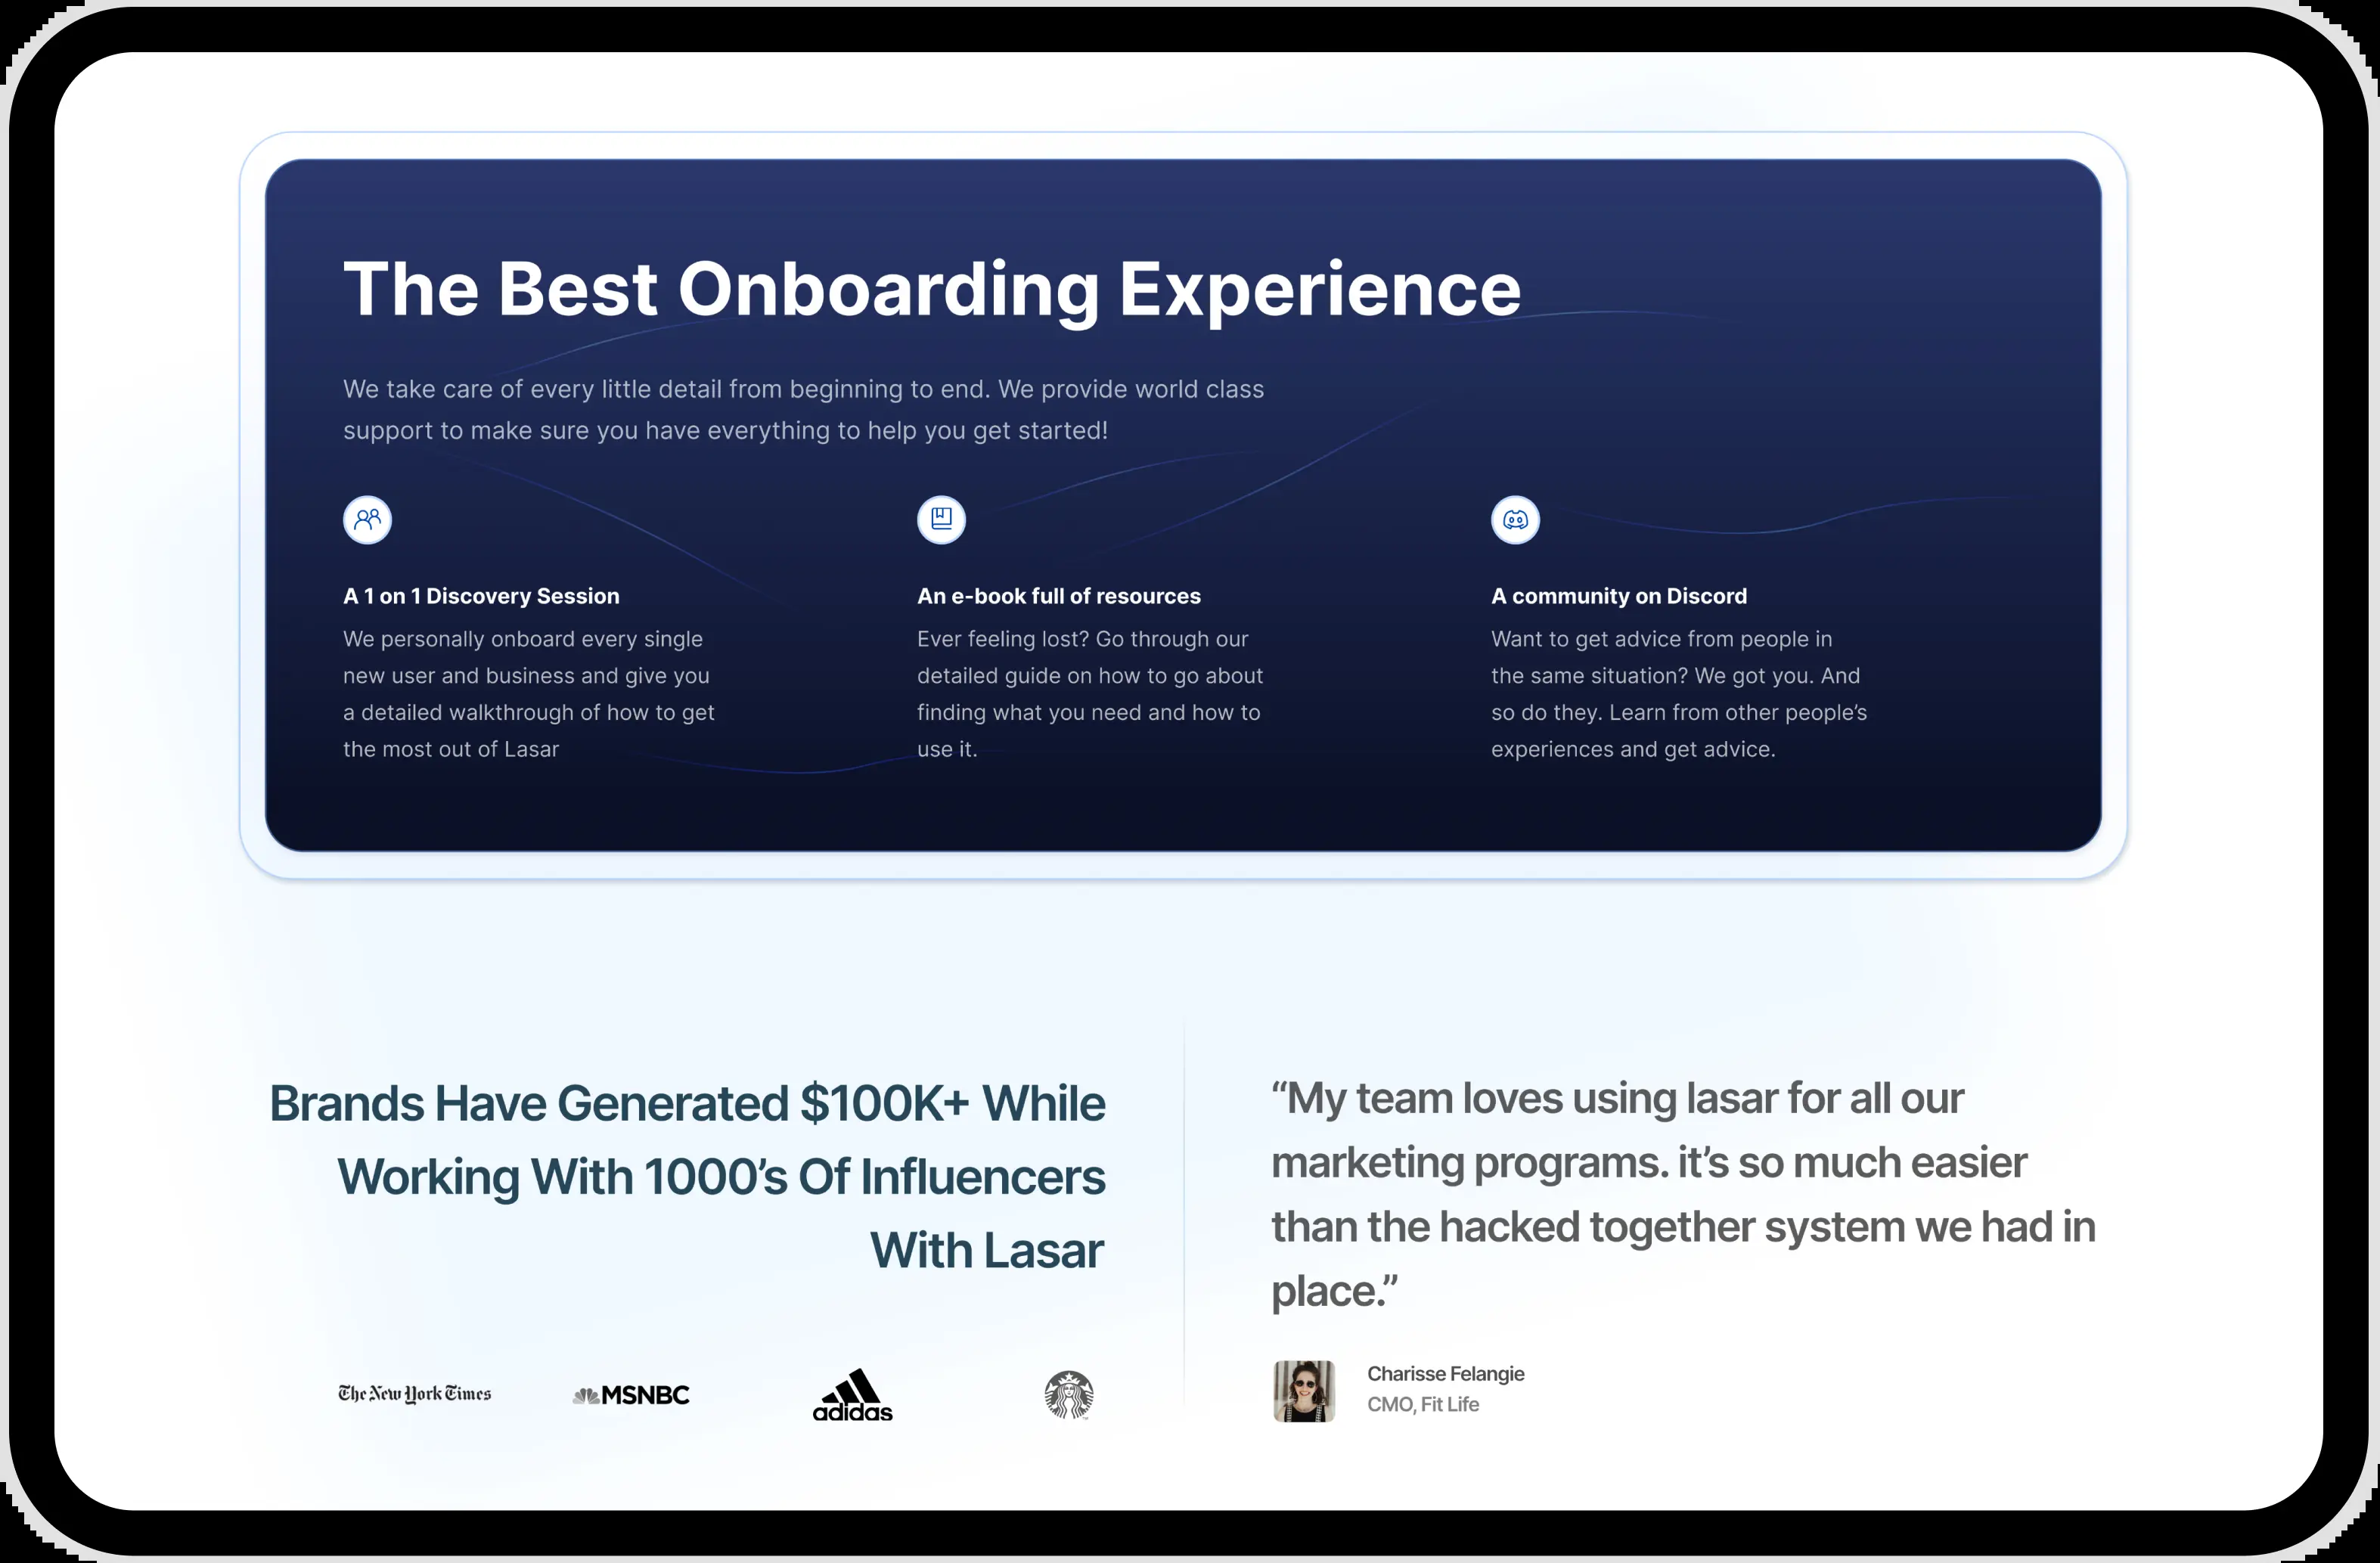 The Best Onboarding Experience
We take care of every little detail from beginning to end. We provide world class
support to make sure you have everything to help you get started!
A 1 on 1 Discovery Session
We personally onboard every single
new user and business and give you
a detailed walkthrough of how to get
the most out of Lasar
An e-book full of resources
Ever feeling lost? Go through our
detailed guide on how to go about
finding what you need and how to
use it.
A community on Discord
Want to get advice from people in
the same situation? We got you. And
so do they. Learn from other people’s
experiences and get advice.
Brands Have Generated $100K+ While
Working With 1000’s Of Influencers
With Lasar
The New York Times
MSNBC
adidas
“My team loves using lasar for all our
marketing programs. it’s so much easier
than the hacked together system we had in
place.”
Charisse Felangie
CMO, Fit Life